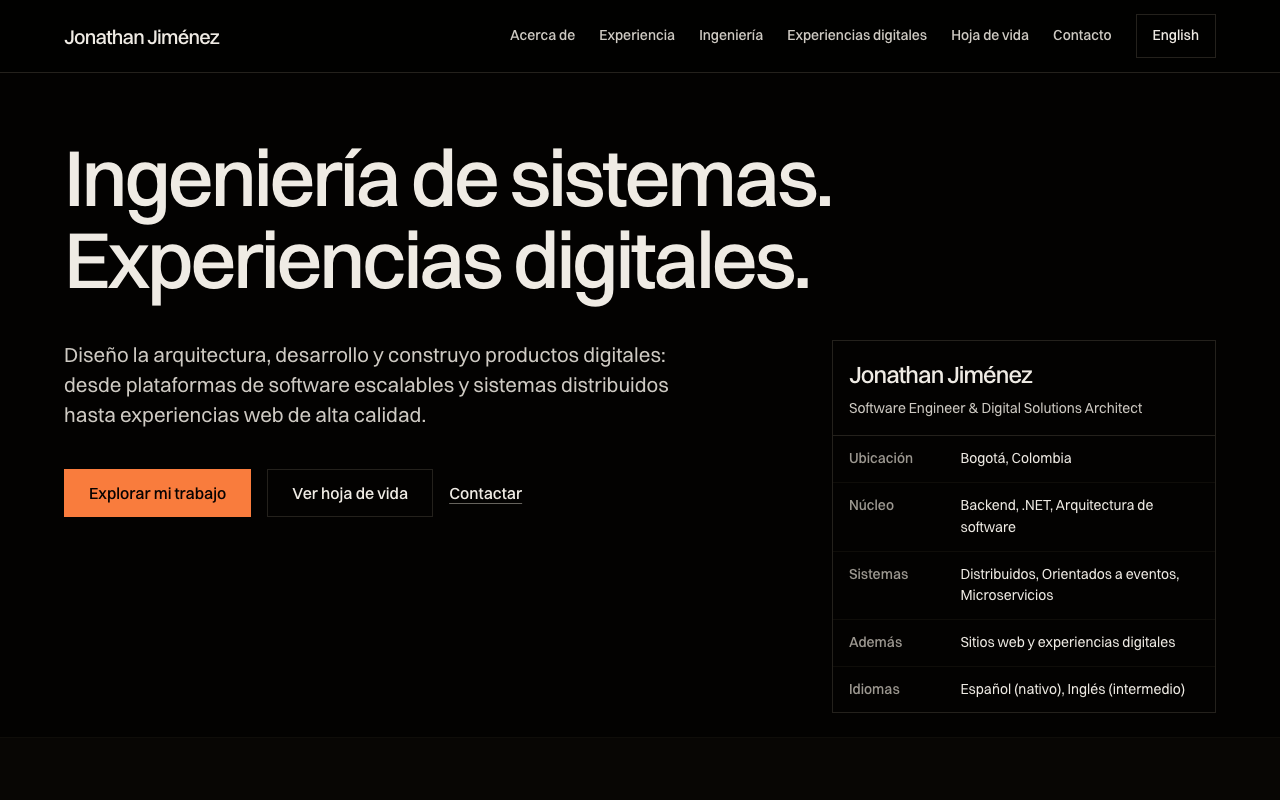 Jonathan Jiménez
Acerca de
Experiencia
Ingeniería
Experiencias digitales
Hoja de vida
Contacto
English
Ingeniería de sistemas.
Experiencias digitales.
Diseño la arquitectura, desarrollo y construyo productos digitales:
desde plataformas de software escalables y sistemas distribuidos
hasta experiencias web de alta calidad.
Explorar mi trabajo
Ver hoja de vida
Contactar
Jonathan Jiménez
Software Engineer & Digital Solutions Architect
Ubicación
Bogotá, Colombia
Núcleo
Backend, .NET, Arquitectura de
software
Sistemas
Distribuidos, Orientados a eventos,
Microservicios
Además
Sitios web y experiencias digitales
Idiomas
Español (nativo), Inglés (intermedio)